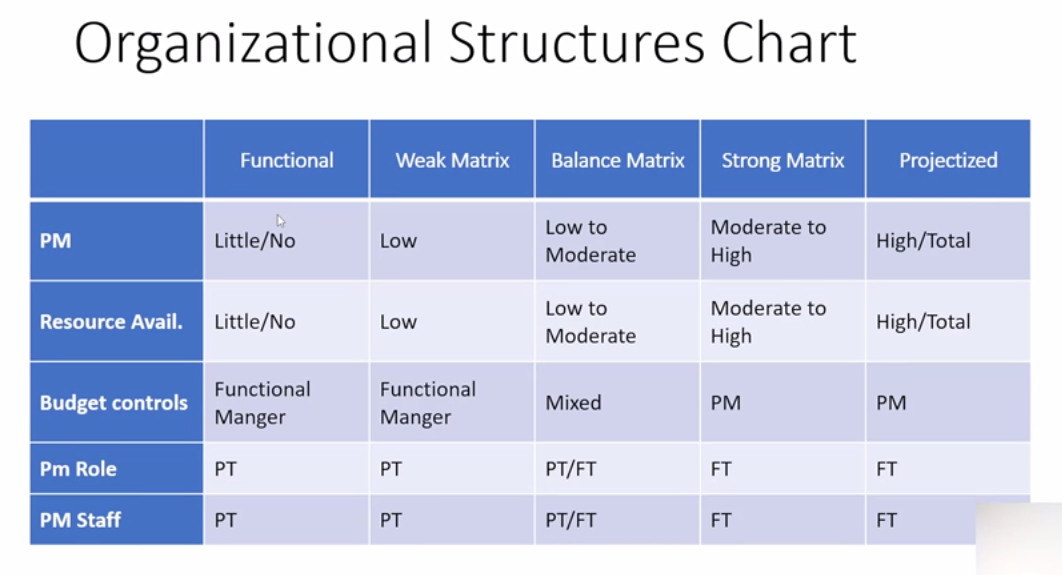 Organizational Structures Chart
Functional Weak Matrix Balance Matrix Strong Matrix Projectized
PM Little/No Low Low to Moderate Moderate to High High/Total
Resource Avail. Little/No Low Low to Moderate Moderate to High High/Total
Budget controls Functional Manger Functional Manger Mixed PM PM
Pm Role PT PT PT/FT FT FT
PM Staff PT PT PT/FT FT FT